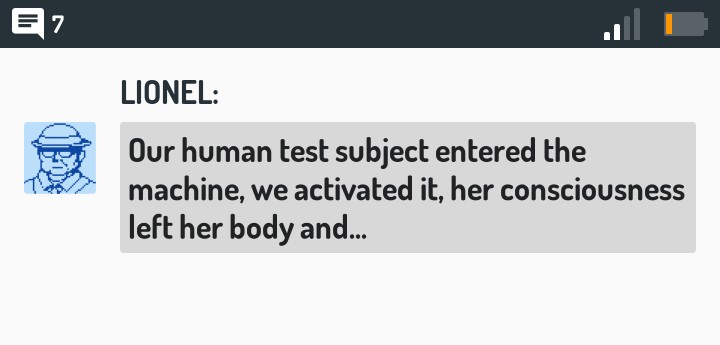 7
LIONEL:
Our human test subject entered the
machine, we activated it, her consciousness
left her body and...